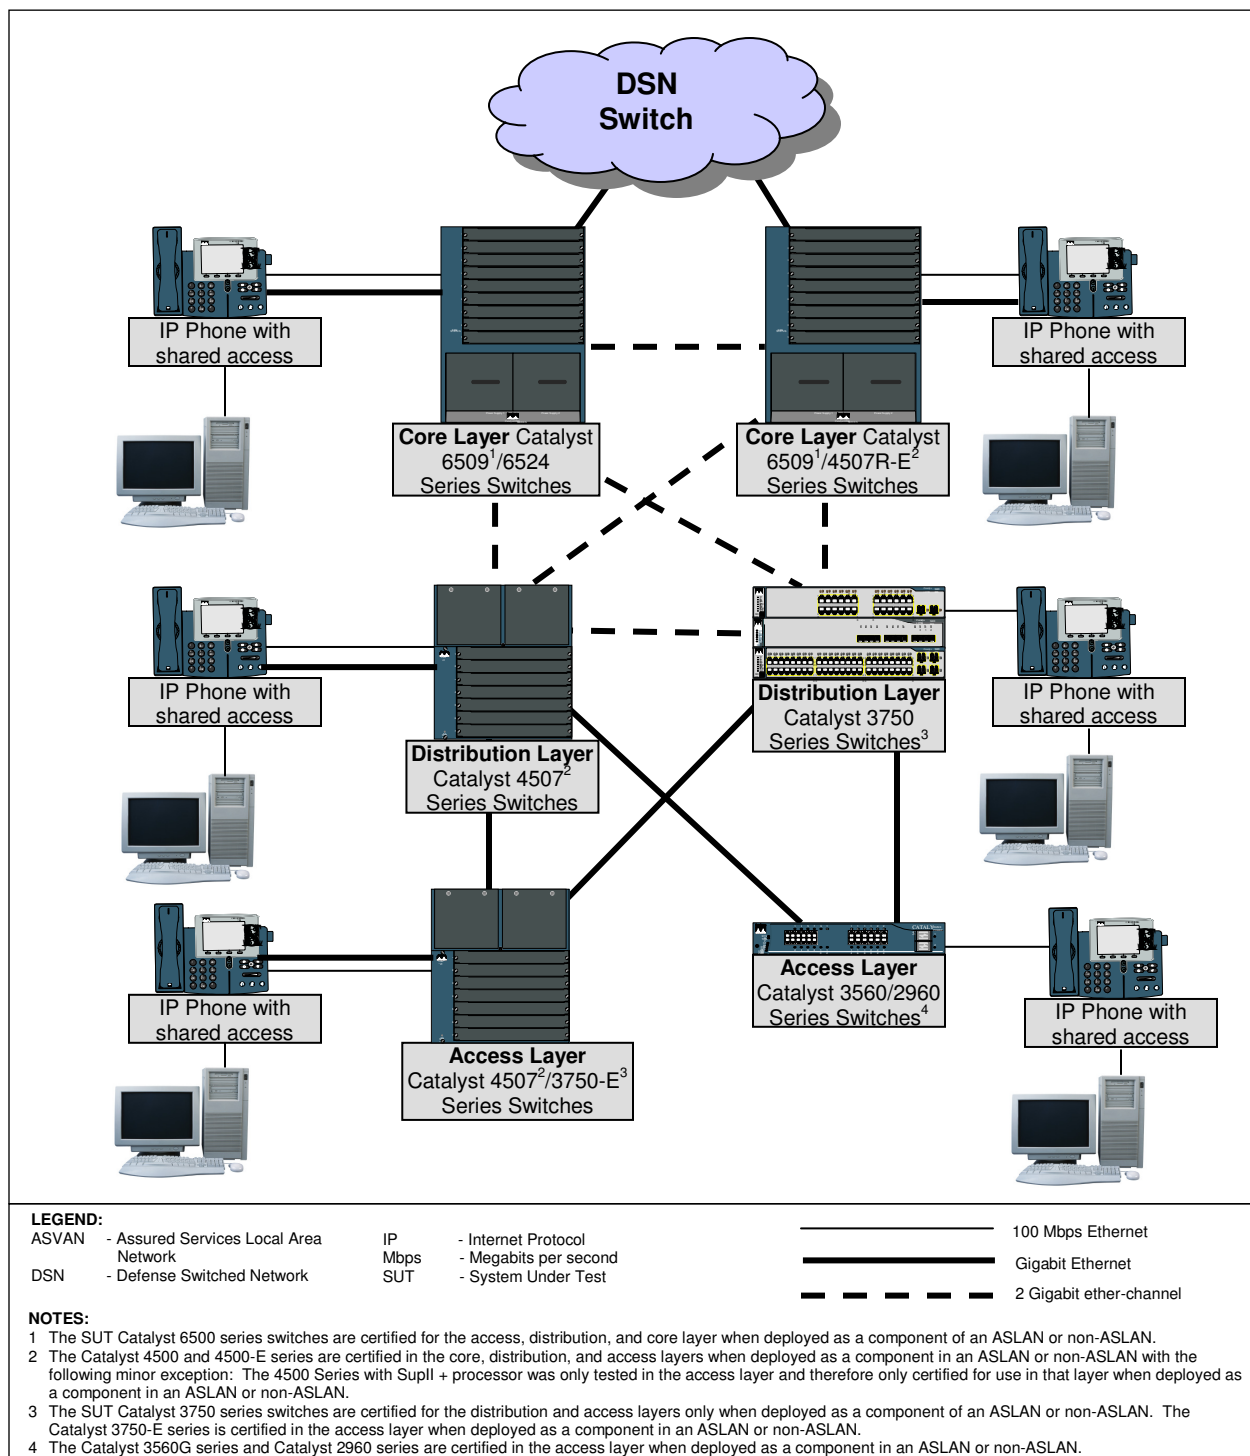 DSN
Switch
IP Phone with
shared access
IP Phone with
shared access
Core Layer Catalyst
6509¹/6524
Series Switches
Core Layer Catalyst
6509¹/4507R-E²
Series Switches
IP Phone with
shared access
IP Phone with
shared access
Distribution Layer
Catalyst 3750
Series Switches³
Distribution Layer
Catalyst 4507²
Series Switches
Access Layer
Catalyst 3560/2960
Series Switches⁴
IP Phone with
shared access
IP Phone with
shared access
Access Layer
Catalyst 4507²/3750-E³
Series Switches
LEGEND:
ASVAN - Assured Services Local Area
Network
DSN - Defense Switched Network
IP - Internet Protocol
Mbps - Megabits per second
SUT - System Under Test
100 Mbps Ethernet
Gigabit Ethernet
2 Gigabit ether-channel
NOTES:
1 The SUT Catalyst 6500 series switches are certified for the access, distribution, and core layer when deployed as a component of an ASLAN or non-ASLAN.
2 The Catalyst 4500 and 4500-E series are certified in the core, distribution, and access layers when deployed as a component in an ASLAN or non-ASLAN with the
following minor exception: The 4500 Series with SupII + processor was only tested in the access layer and therefore only certified for use in that layer when deployed as
a component in an ASLAN or non-ASLAN.
3 The SUT Catalyst 3750 series switches are certified for the distribution and access layers only when deployed as a component of an ASLAN or non-ASLAN. The
Catalyst 3750-E series is certified in the access layer when deployed as a component in an ASLAN or non-ASLAN.
4 The Catalyst 3560G series and Catalyst 2960 series are certified in the access layer when deployed as a component in an ASLAN or non-ASLAN.